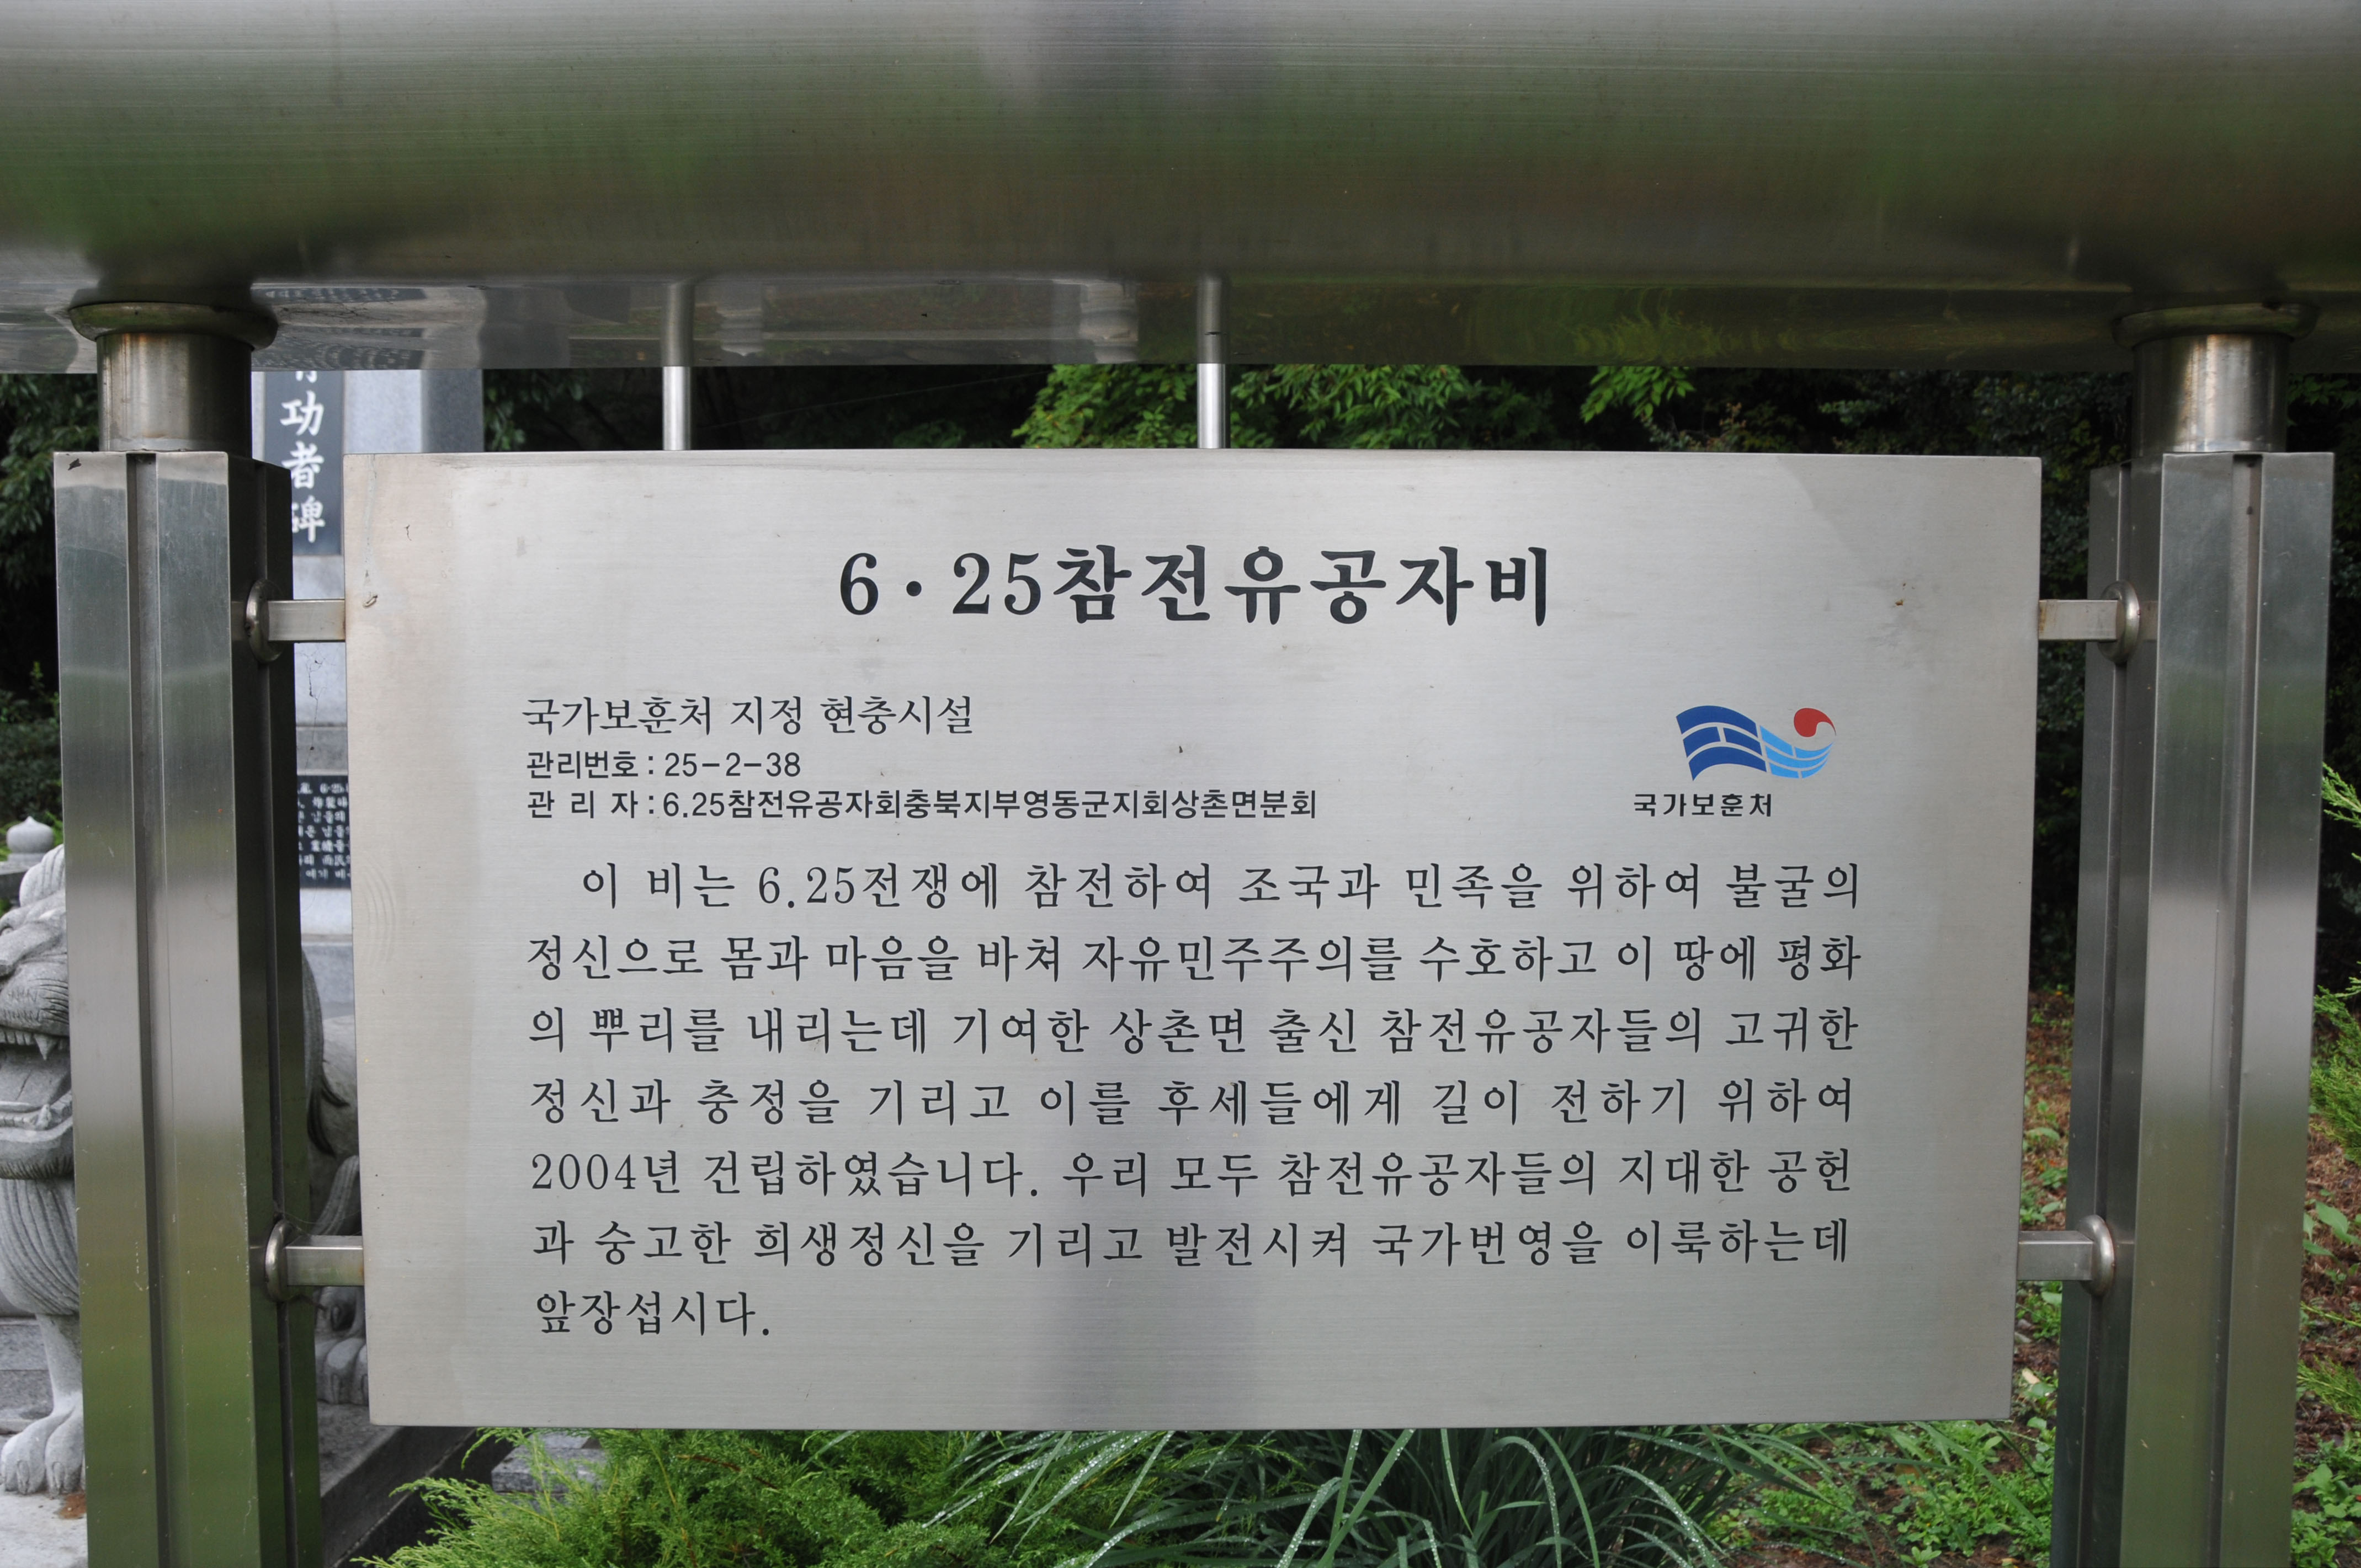 功
者
碑
6·25참전유공자비
국가보훈처 지정 현충시설
관리번호 : 25-2-38
관 리 자 : 6.25참전유공자회충북지부영동군지회상촌면분회
국가보훈처
이 비는 6.25전쟁에 참전하여 조국과 민족을 위하여 불굴의
정신으로 몸과 마음을 바쳐 자유민주주의를 수호하고 이 땅에 평화
의 뿌리를 내리는데 기여한 상촌면 출신 참전유공자들의 고귀한
정신과 충정을 기리고 이를 후세들에게 길이 전하기 위하여
2004년 건립하였습니다. 우리 모두 참전유공자들의 지대한 공헌
과 숭고한 희생정신을 기리고 발전시켜 국가번영을 이룩하는데
앞장섭시다.